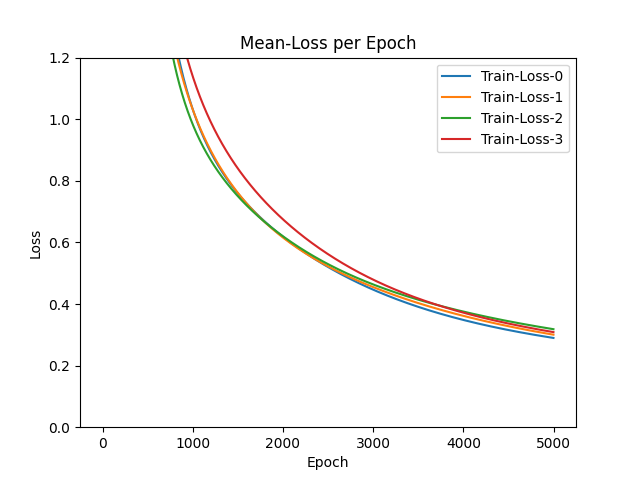 Mean-Loss per Epoch
Train-Loss-0
Train-Loss-1
Train-Loss-2
Train-Loss-3
Loss
1.2
1.0
0.8
0.6
0.4
0.2
0.0
0 1000 2000 3000 4000 5000
Epoch